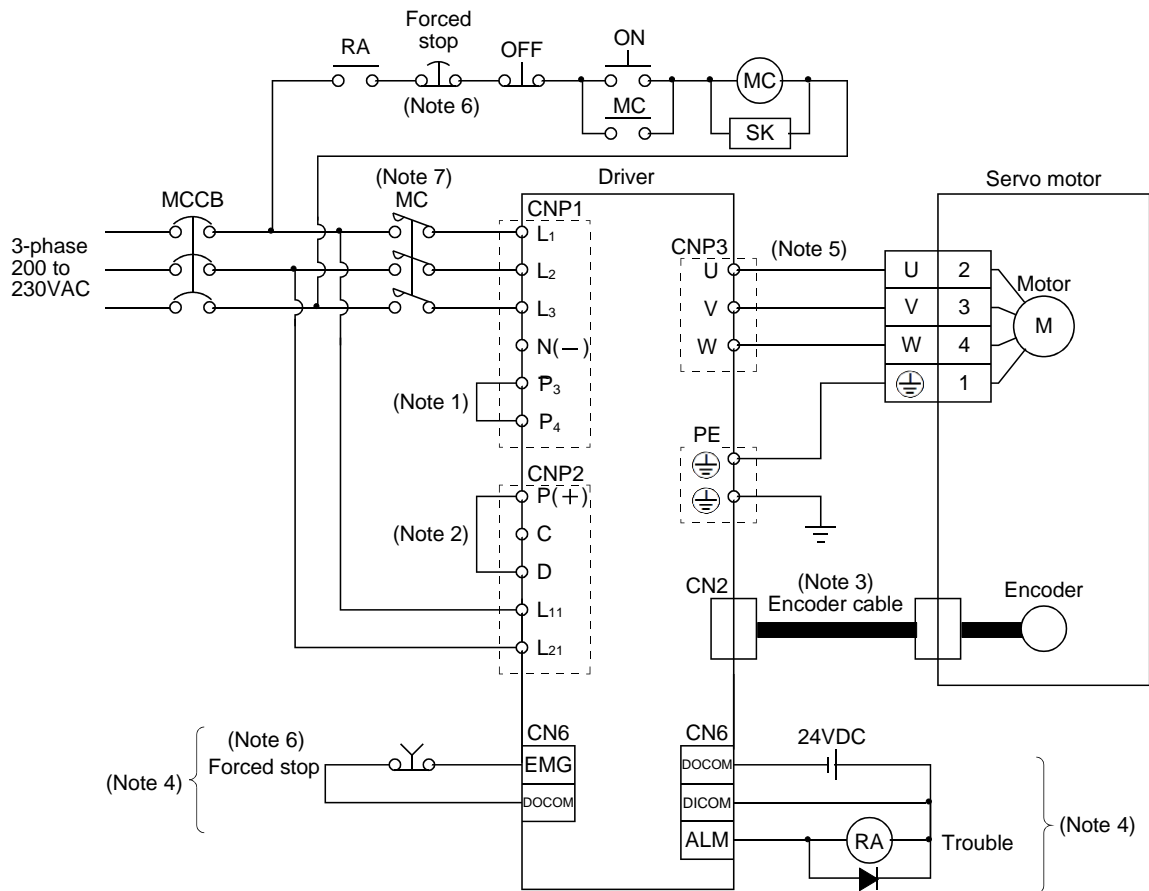 Forced
stop
RA
OFF
ON
MC
(Note 6)
MC
SK
(Note 7)
MC
MCCB
Driver
Servo motor
3-phase
200 to
230VAC
CNP1
L1
L2
L3
N(—)
P3
P4
(Note 1)
CNP3
U
V
W
(Note 5)
U 2
V 3
W 4
1
Motor
M
PE
CNP2
P(+)
C
D
L11
L21
(Note 2)
CN2
(Note 3)
Encoder cable
Encoder
(Note 4)
(Note 6)
Forced stop
CN6
EMG
DOCOM
CN6
DOCOM
DICOM
ALM
24VDC
RA
Trouble
(Note 4)